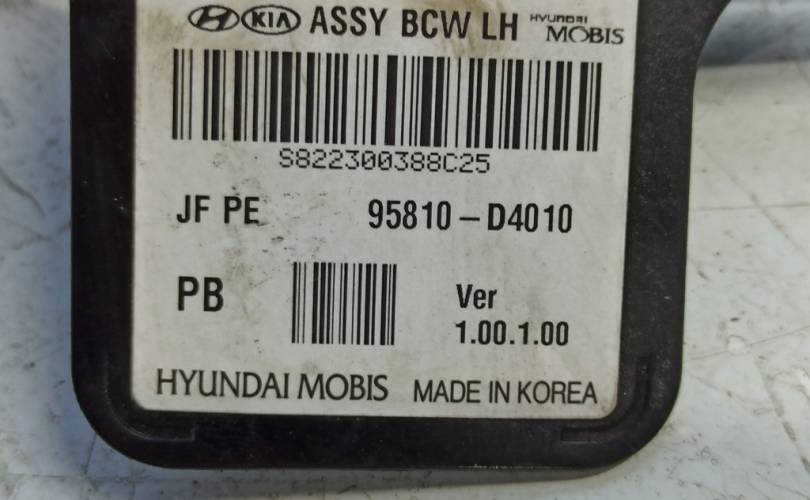 HYUNDAI KIA ASSY BCW LH HYUNDAI MOBIS
S822300388C25
JF PE 95810-D4010
PB Ver 1.00.1.00
HYUNDAI MOBIS MADE IN KOREA